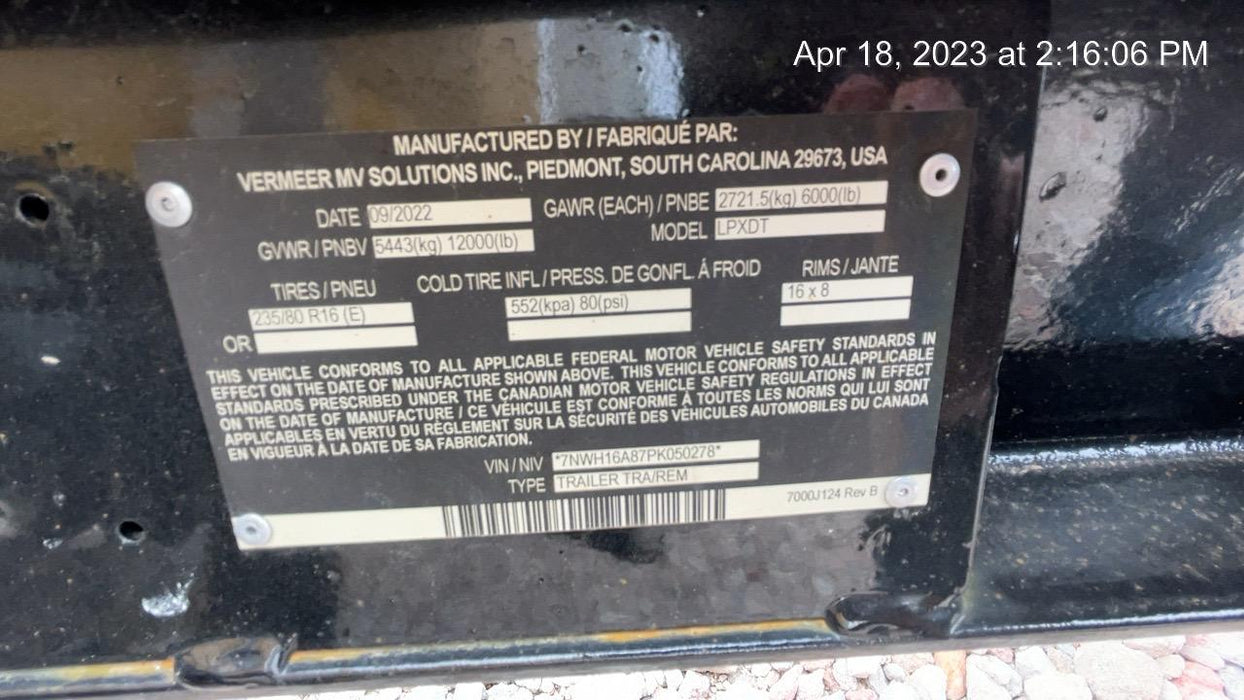 Apr 18, 2023 at 2:16:06 PM
MANUFACTURED BY / FABRIQUÉ PAR:
VERMEER MV SOLUTIONS INC., PIEDMONT, SOUTH CAROLINA 29673, USA
DATE 09/2022 GAWR (EACH) / PNBE 2721.5(kg) 6000(lb)
GVWR / PNBV 5443(kg) 12000(lb) MODEL LPXDT
TIRES / PNEU COLD TIRE INFL / PRESS. DE GONFL. À FROID RIMS / JANTE
235/80 R16 (E) 552(kpa) 80(psi) 16 x 8
OR
THIS VEHICLE CONFORMS TO ALL APPLICABLE FEDERAL MOTOR VEHICLE SAFETY STANDARDS IN
EFFECT ON THE DATE OF MANUFACTURE SHOWN ABOVE. THIS VEHICLE CONFORMS TO ALL APPLICABLE
STANDARDS PRESCRIBED UNDER THE CANADIAN MOTOR VEHICLE SAFETY REGULATIONS IN EFFECT
ON THE DATE OF MANUFACTURE / CE VÉHICULE EST CONFORME À TOUTES LES NORMS QUI LUI SONT
APPLICABLES EN VERTU DU RÈGLEMENT SUR LA SÉCURITÉ DES VÉHICULES AUTOMOBILES DU CANADA
EN VIGUEUR À LA DATE DE SA FABRICATION.
VIN / NIV *7NWH16A87PK050278*
TYPE TRAILER TRA/REM
7000J124 Rev B